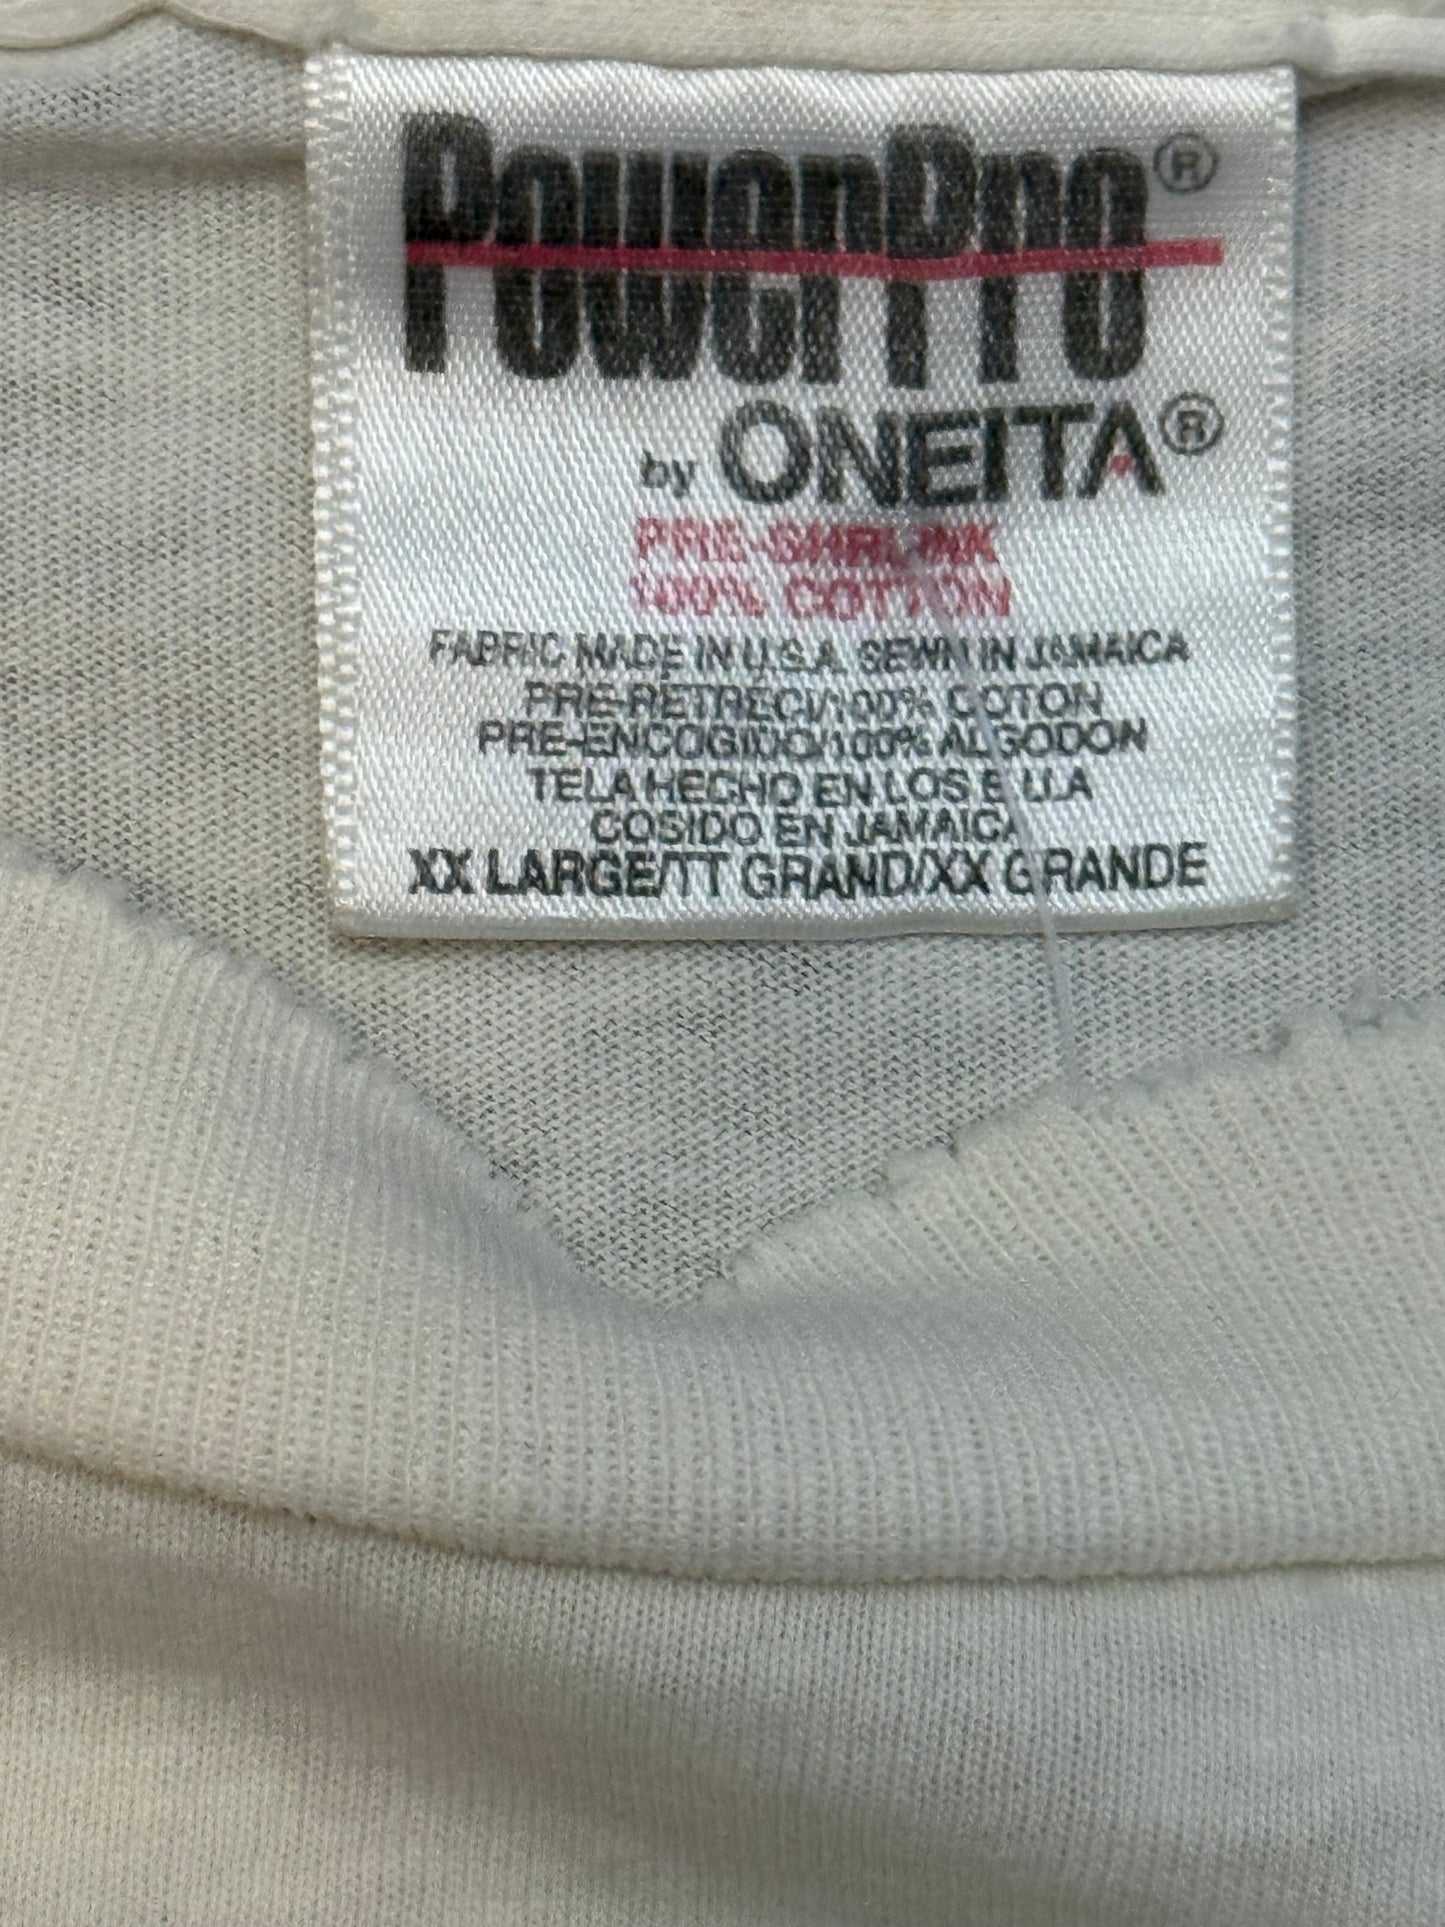 PowerPro®
by ONEITA®
PRE-SHRUNK
100% COTTON
FABRIC MADE IN U.S.A. SEWN IN JAMAICA
PRE-RETRECI/100% COTON
PRE-ENCOGIDO/100% ALGODON
TELA HECHO EN LOS E.U.A
COSIDO EN JAMAICA
XX LARGE/TT GRAND/XX GRANDE